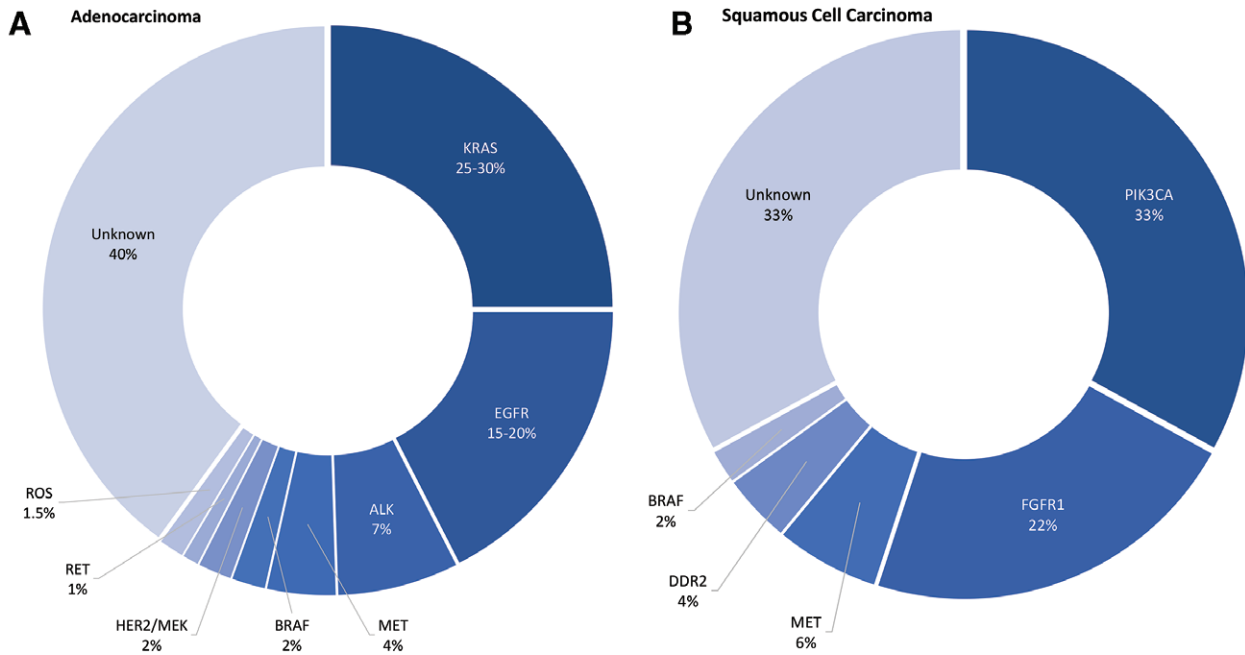 A
Adenocarcinoma
KRAS
25-30%
EGFR
15-20%
ALK
7%
MET
4%
BRAF
2%
HER2/MEK
2%
RET
1%
ROS
1.5%
Unknown
40%
B
Squamous Cell Carcinoma
PIK3CA
33%
FGFR1
22%
MET
6%
DDR2
4%
BRAF
2%
Unknown
33%